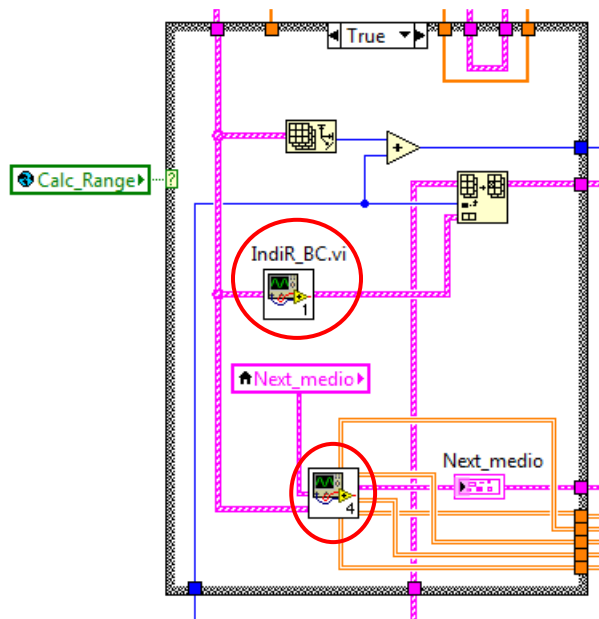 True
Calc_Range
?
+
IndiR_BC.vi
1
Next_medio
Next_medio
4